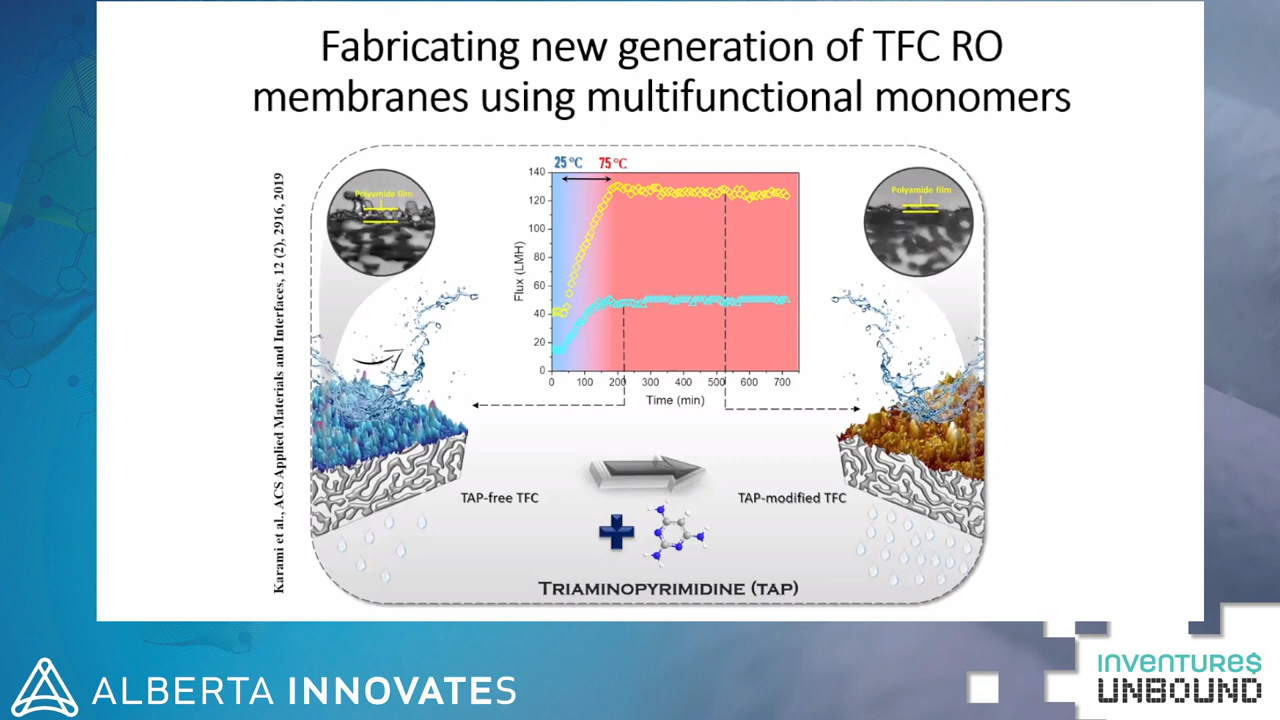 Fabricating new generation of TFC RO
membranes using multifunctional monomers
Karami et al., ACS Applied Materials and Interfaces, 12 (2), 2916, 2019
Polyamide film
25 °C 75 °C
140
120
100
80
60
40
20
0
Flux (LMH)
0 100 200 300 400 500 600 700
Time (min)
Polyamide film
TAP-free TFC
TAP-modified TFC
TRIAMINOPYRIMIDINE (TAP)
ALBERTA INNOVATES
INVENTURE$
UNBOUND